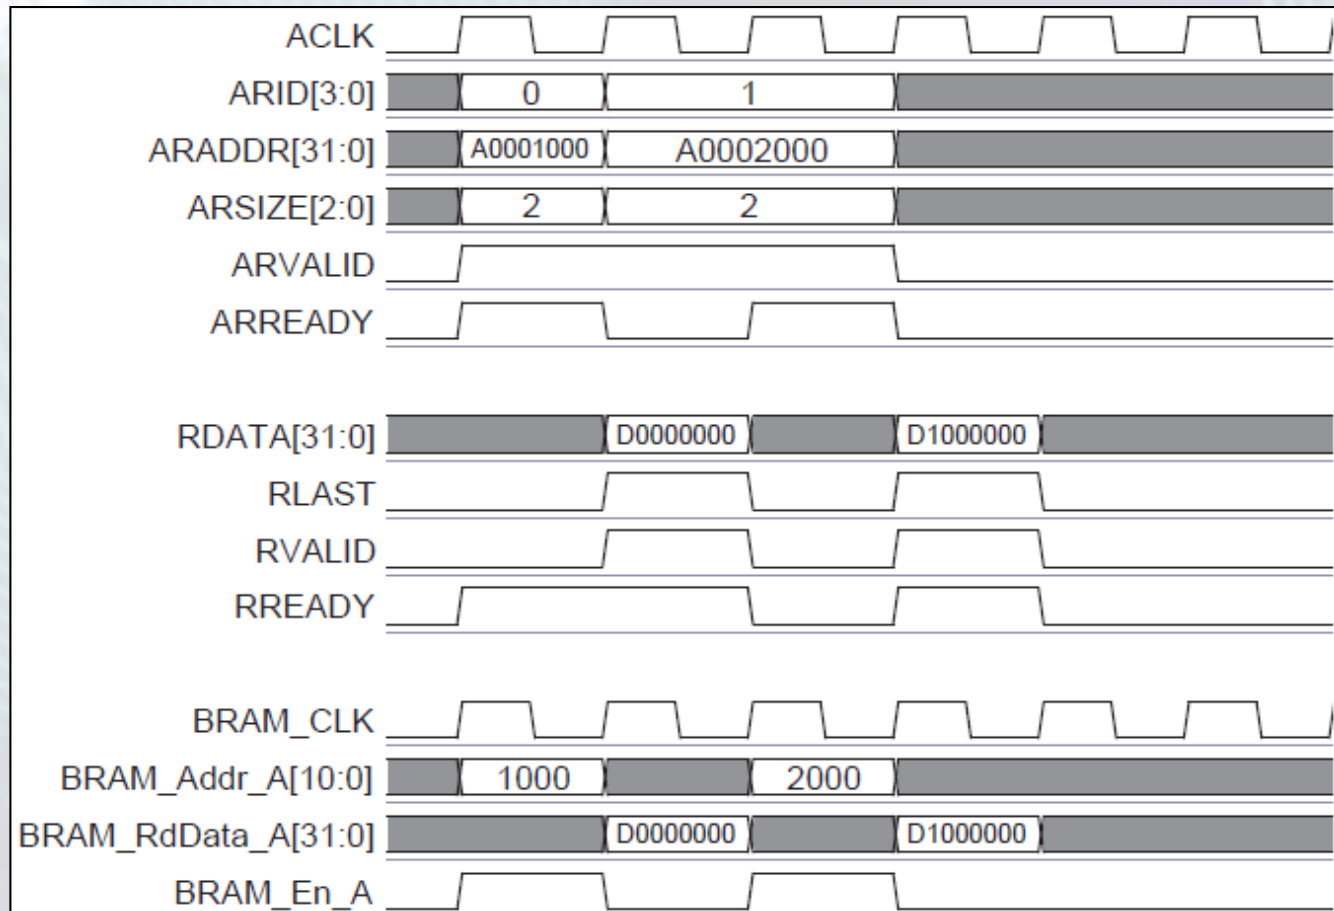 ACLK
ARID[3:0] 0 1
ARADDR[31:0] A0001000 A0002000
ARSIZE[2:0] 2 2
ARVALID
ARREADY
RDATA[31:0] D0000000 D1000000
RLAST
RVALID
RREADY
BRAM_CLK
BRAM_Addr_A[10:0] 1000 2000
BRAM_RdData_A[31:0] D0000000 D1000000
BRAM_En_A